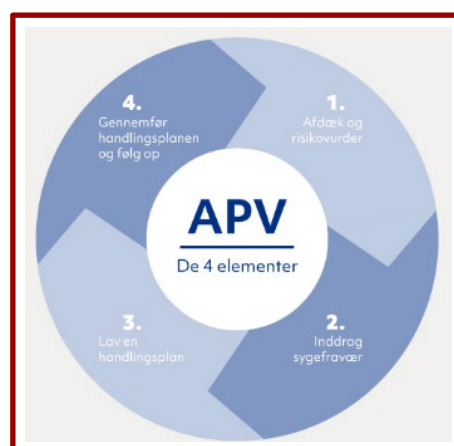 APV
De 4 elementer
1.
Afdæk og
risikovurder
2.
Inddrag
sygefravær
3.
Lav en
handlingsplan
4.
Gennemfør
handlingsplanen
og følg op